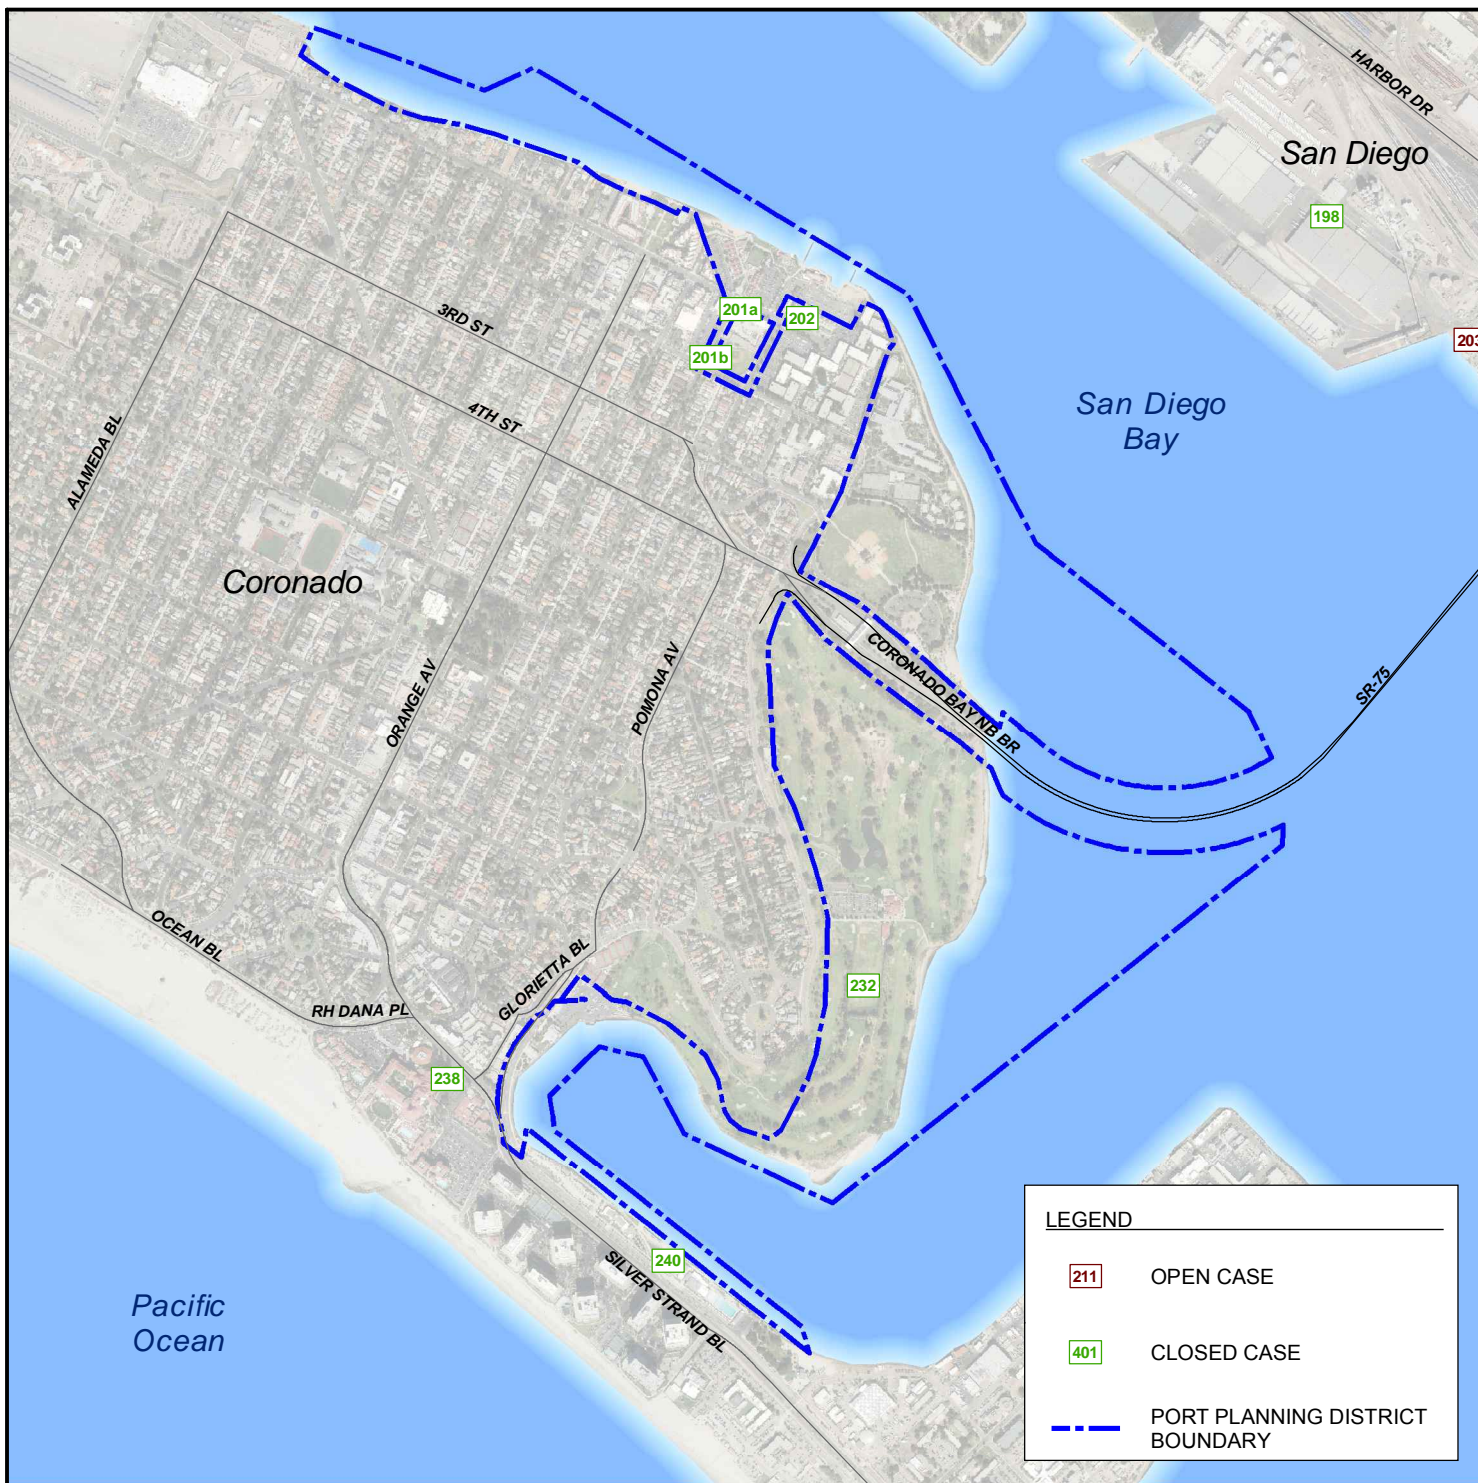 HARBOR DR
San Diego
198
203
201a
202
201b
3RD ST
4TH ST
ALAMEDA BL
San Diego
Bay
Coronado
CORONADO BAY NB BR
SR-75
ORANGE AV
POMONA AV
OCEAN BL
GLORIETTA BL
RH DANA PL
232
238
240
SILVER STRAND BL
Pacific
Ocean
LEGEND
211 OPEN CASE
401 CLOSED CASE
PORT PLANNING DISTRICT
BOUNDARY